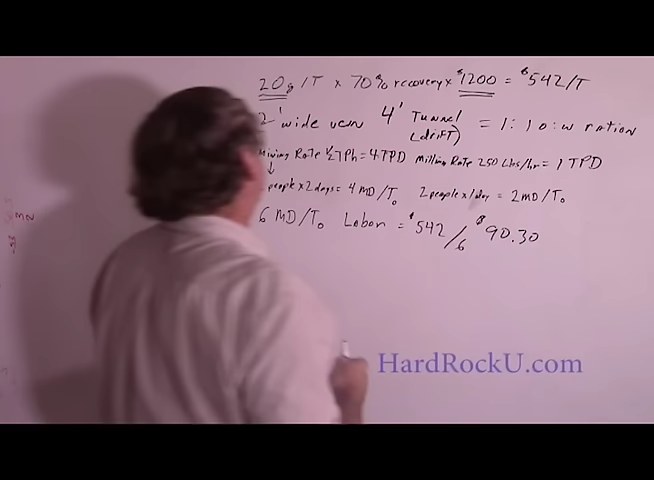 20g/T x 70% recovery x $1200 = $542/T
2' wide vein 4' Tunnel (drift) = 1:1 o:w ration
Mining Rate ½TPh = 4TPD Milling Rate 250 Lbs/hr = 1 TPD
people x 2 days = 4 MD/To 2 people x 1 day = 2 MD/To
6 MD/To Labor = $542/6 $90.30
HardRockU.com